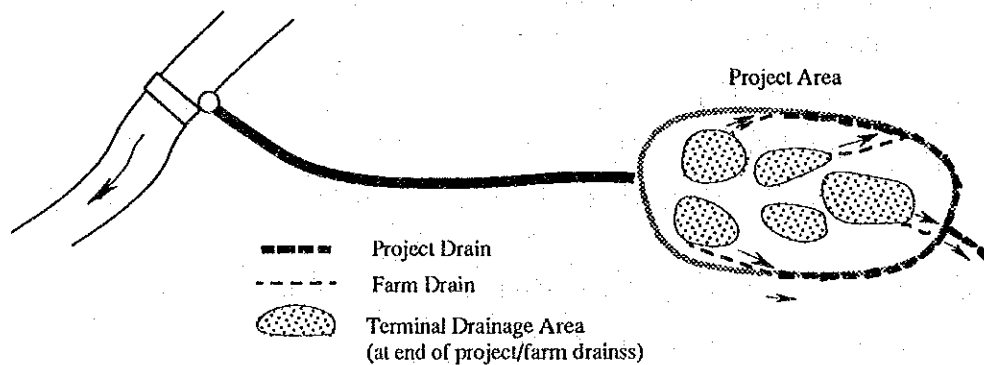 Project Area
Project Drain
Farm Drain
Terminal Drainage Area
(at end of project/farm drainss)